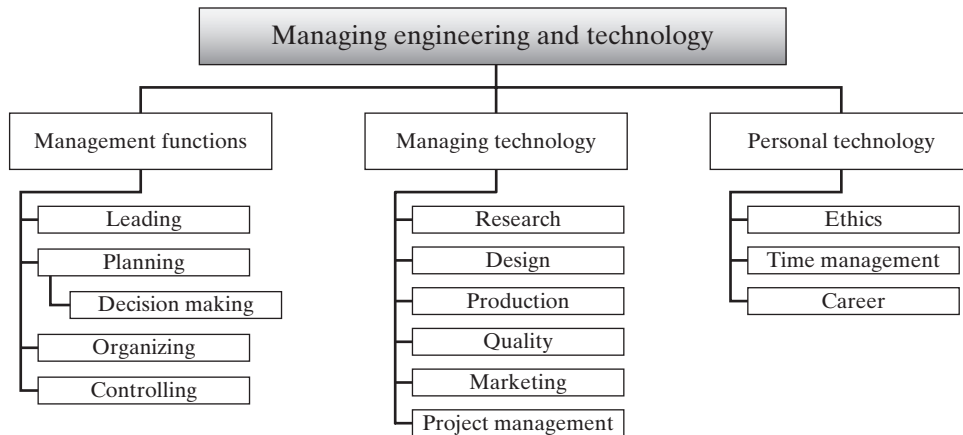 Managing engineering and technology
Management functions
Leading
Planning
Decision making
Organizing
Controlling
Managing technology
Research
Design
Production
Quality
Marketing
Project management
Personal technology
Ethics
Time management
Career